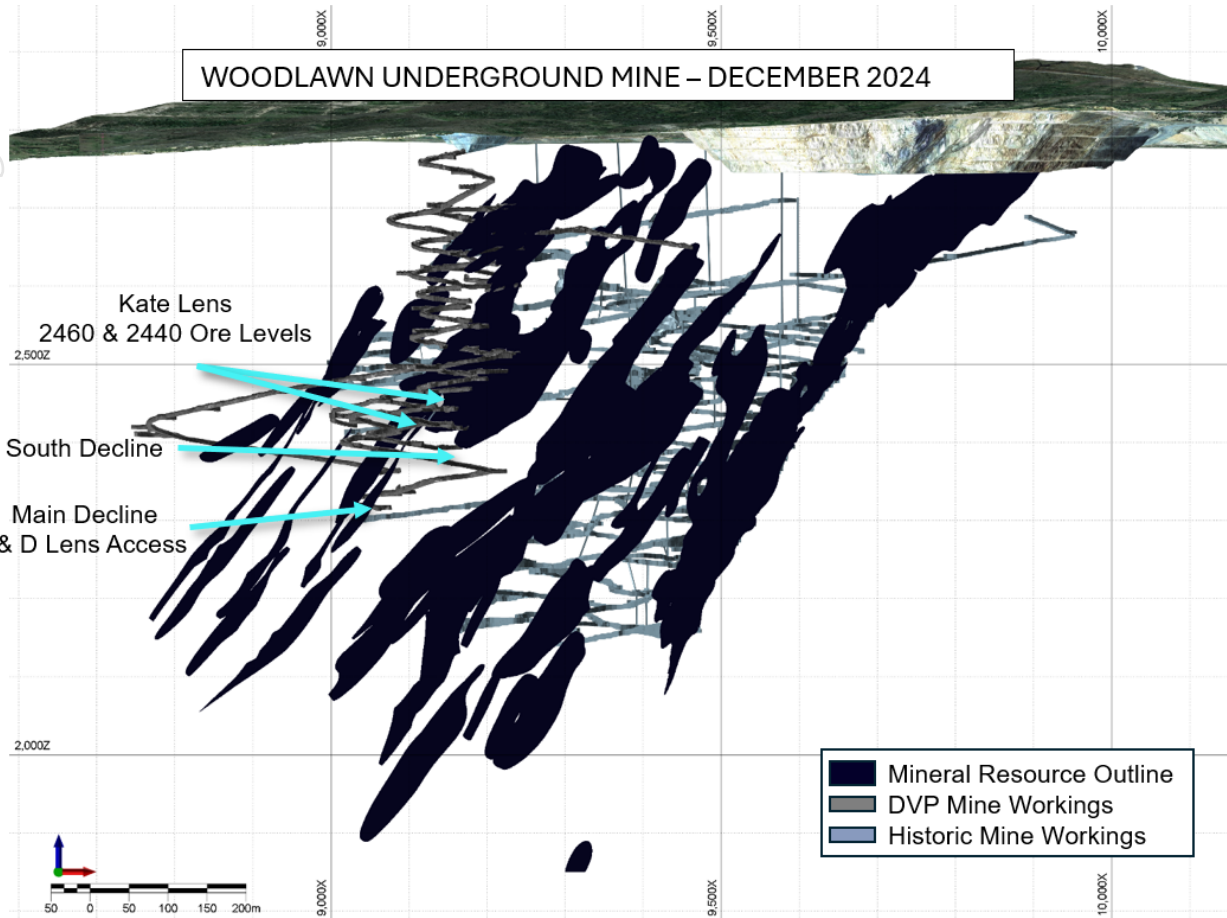 9,000X
9,500X
10,000X
WOODLAWN UNDERGROUND MINE – DECEMBER 2024
Kate Lens
2460 & 2440 Ore Levels
2,500Z
South Decline
Main Decline
& D Lens Access
2,000Z
Mineral Resource Outline
DVP Mine Workings
Historic Mine Workings
50 0 50 100 150 200m
9,000X
9,500X
10,000X